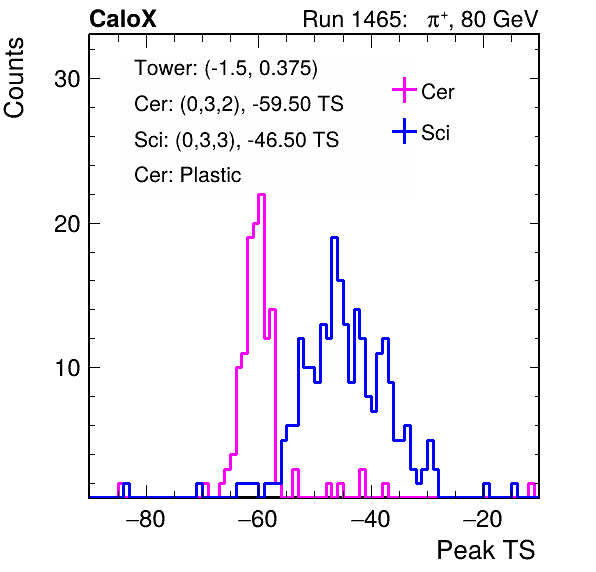 CaloX Run 1465: π⁺, 80 GeV
Counts
30
20
10
Tower: (-1.5, 0.375)
Cer: (0,3,2), -59.50 TS
Sci: (0,3,3), -46.50 TS
Cer: Plastic
Cer
Sci
−80 −60 −40 −20
Peak TS